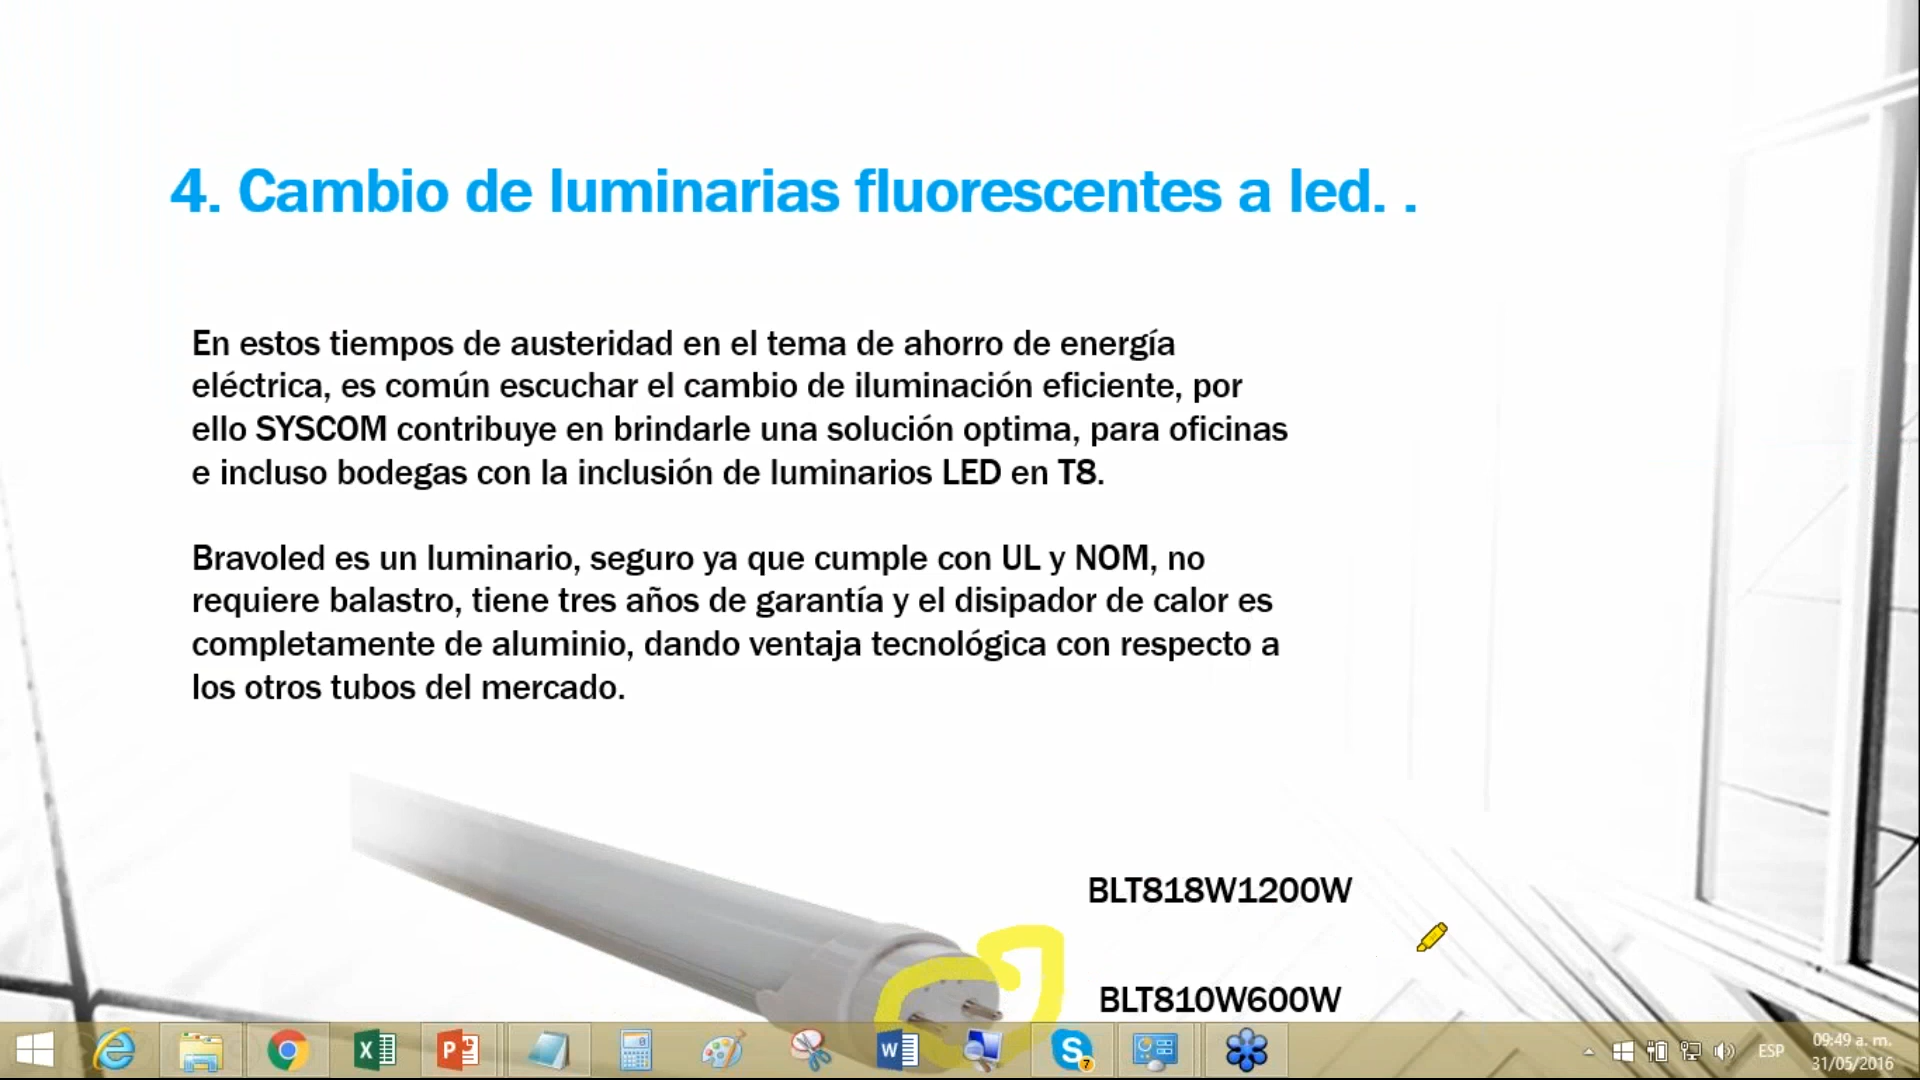 4. Cambio de luminarias fluorescentes a led. .
En estos tiempos de austeridad en el tema de ahorro de energía
eléctrica, es común escuchar el cambio de iluminación eficiente, por
ello SYSCOM contribuye en brindarle una solución optima, para oficinas
e incluso bodegas con la inclusión de luminarios LED en T8.
Bravoled es un luminario, seguro ya que cumple con UL y NOM, no
requiere balastro, tiene tres años de garantía y el disipador de calor es
completamente de aluminio, dando ventaja tecnológica con respecto a
los otros tubos del mercado.
BLT818W1200W
BLT810W600W
ESP
09:49 a. m.
31/05/2016